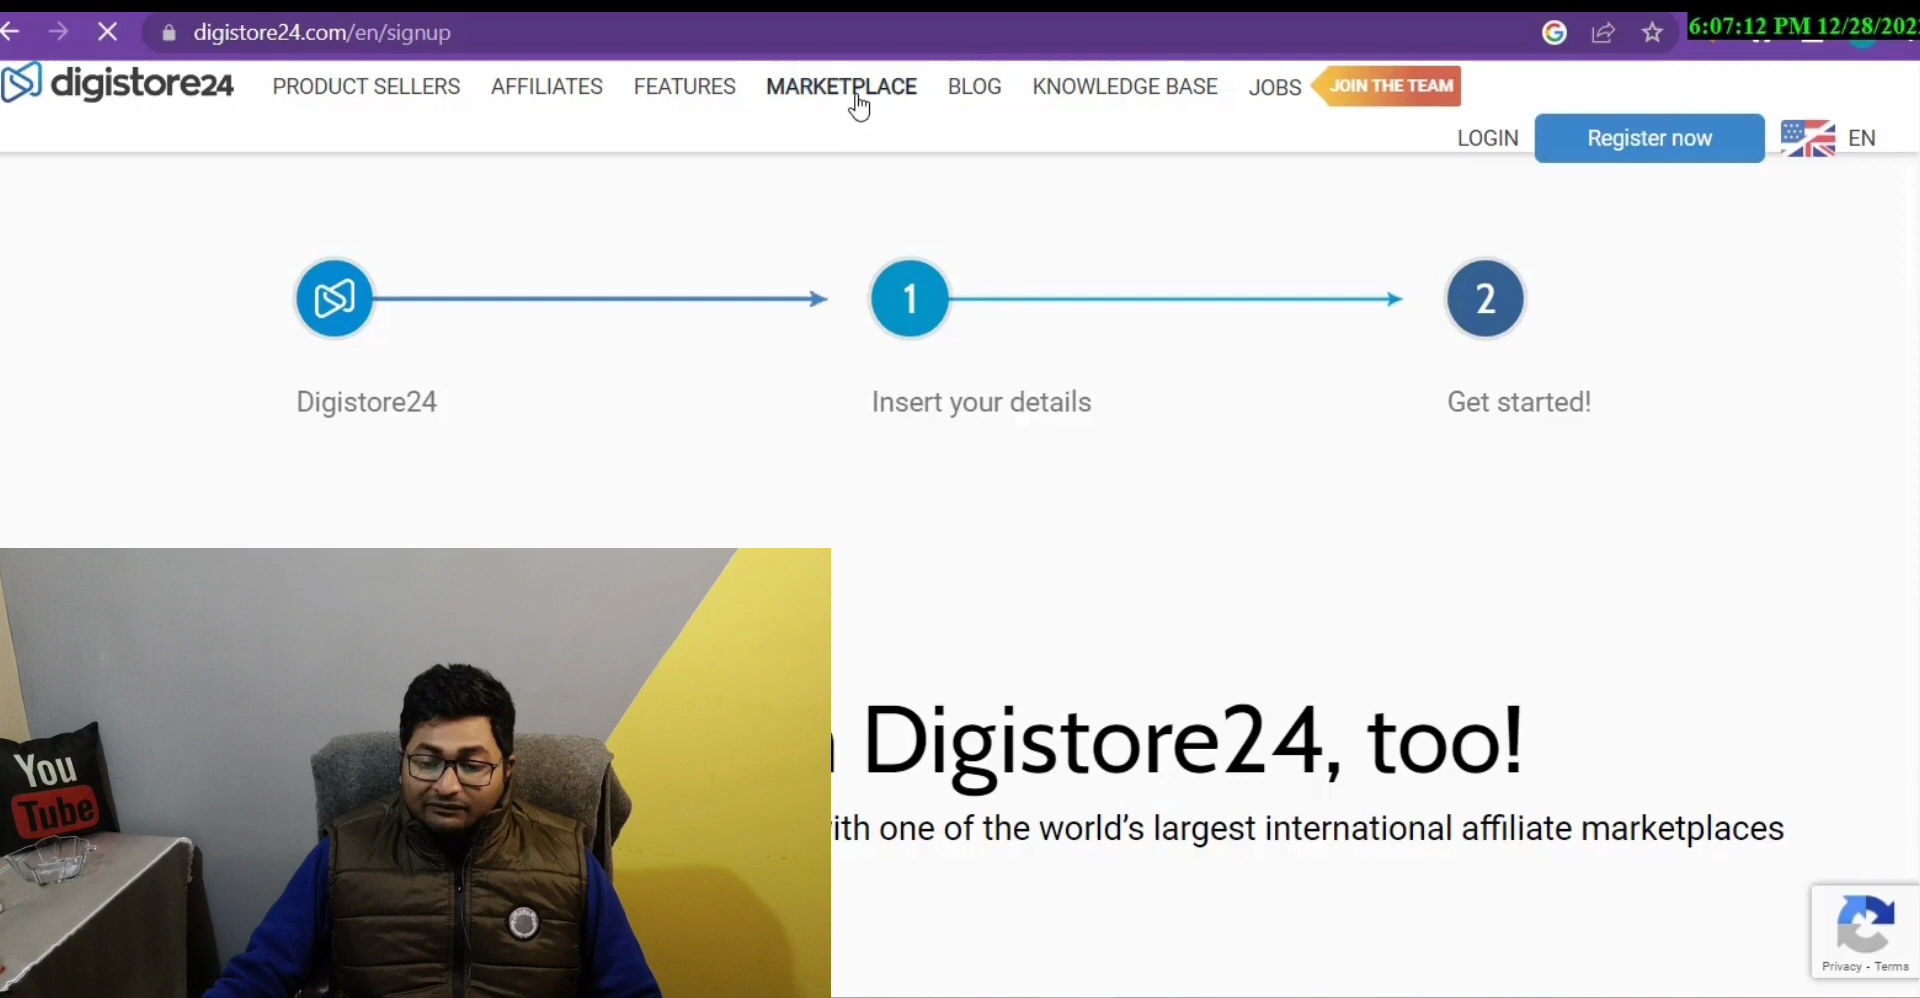 digistore24.com/en/signup
6:07:12 PM 12/28/202
digistore24 PRODUCT SELLERS AFFILIATES FEATURES MARKETPLACE BLOG KNOWLEDGE BASE JOBS JOIN THE TEAM
LOGIN Register now EN
1 2
Digistore24 Insert your details Get started!
Digistore24, too!
one of the world's largest international affiliate marketplaces
You
Tube
Privacy - Terms